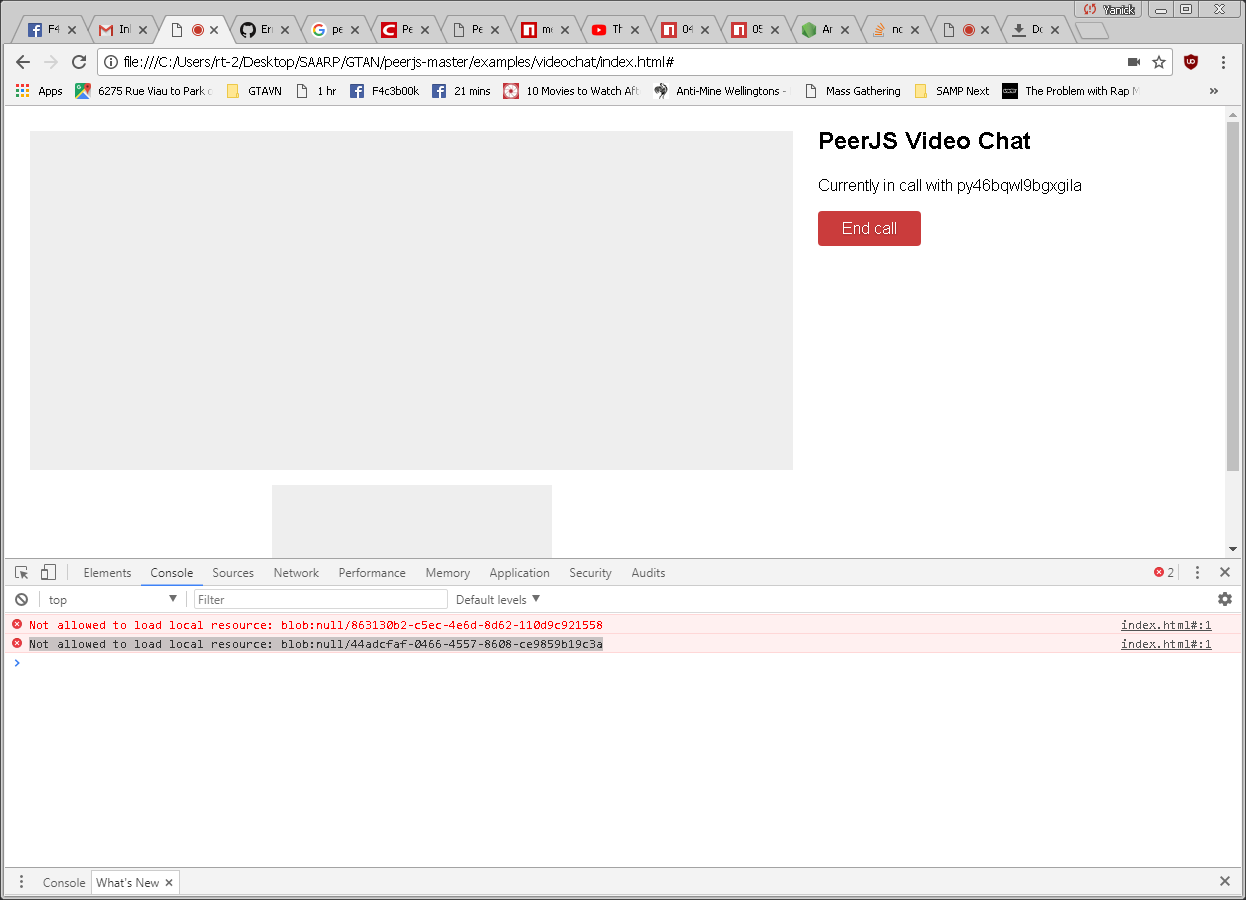 Yanick
F4 Inl Eri pe Pe Pe me Th 04 05 Ar nc Dc
file:///C:/Users/rt-2/Desktop/SAARP/GTAN/peerjs-master/examples/videochat/index.html#
Apps 6275 Rue Viau to Park GTAVN 1 hr F4c3b00k 21 mins 10 Movies to Watch Aft Anti-Mine Wellingtons - Mass Gathering SAMP Next The Problem with Rap M »
PeerJS Video Chat
Currently in call with py46bqwl9bgxgila
End call
Elements Console Sources Network Performance Memory Application Security Audits 2
top Filter Default levels
Not allowed to load local resource: blob:null/863130b2-c5ec-4e6d-8d62-110d9c921558 index.html#:1
Not allowed to load local resource: blob:null/44adcfaf-0466-4557-8608-ce9859b19c3a index.html#:1
Console What's New